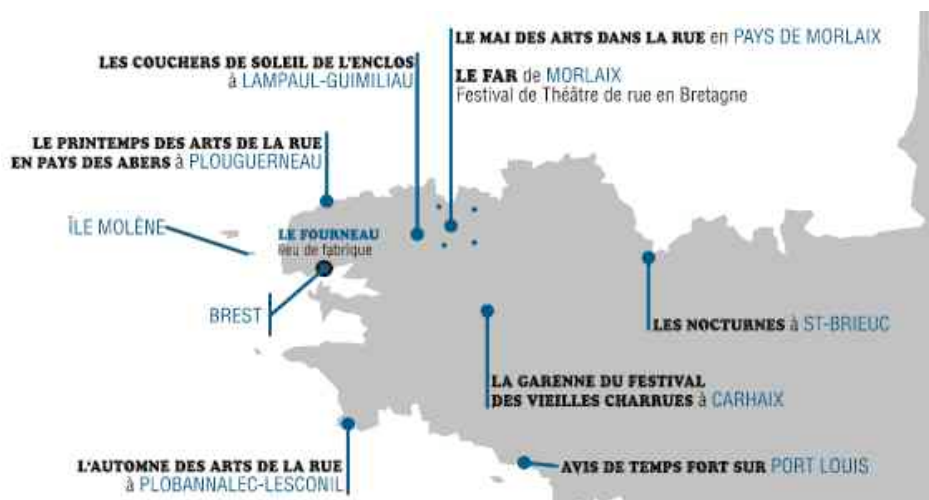 LE MAI DES ARTS DANS LA RUE en PAYS DE MORLAIX
LES COUCHERS DE SOLEIL DE L'ENCLOS
à LAMPAUL-GUIMILIAU
LE FAR de MORLAIX
Festival de Théâtre de rue en Bretagne
LE PRINTEMPS DES ARTS DE LA RUE
EN PAYS DES ABERS à PLOUGUERNEAU
ÎLE MOLÈNE
LE FOURNEAU
lieu de fabrique
BREST
LES NOCTURNES à ST-BRIEUC
LA GARENNE DU FESTIVAL
DES VIEILLES CHARRUES à CARHAIX
L'AUTOMNE DES ARTS DE LA RUE
à PLOBANNALEC-LESCONIL
AVIS DE TEMPS FORT SUR PORT LOUIS